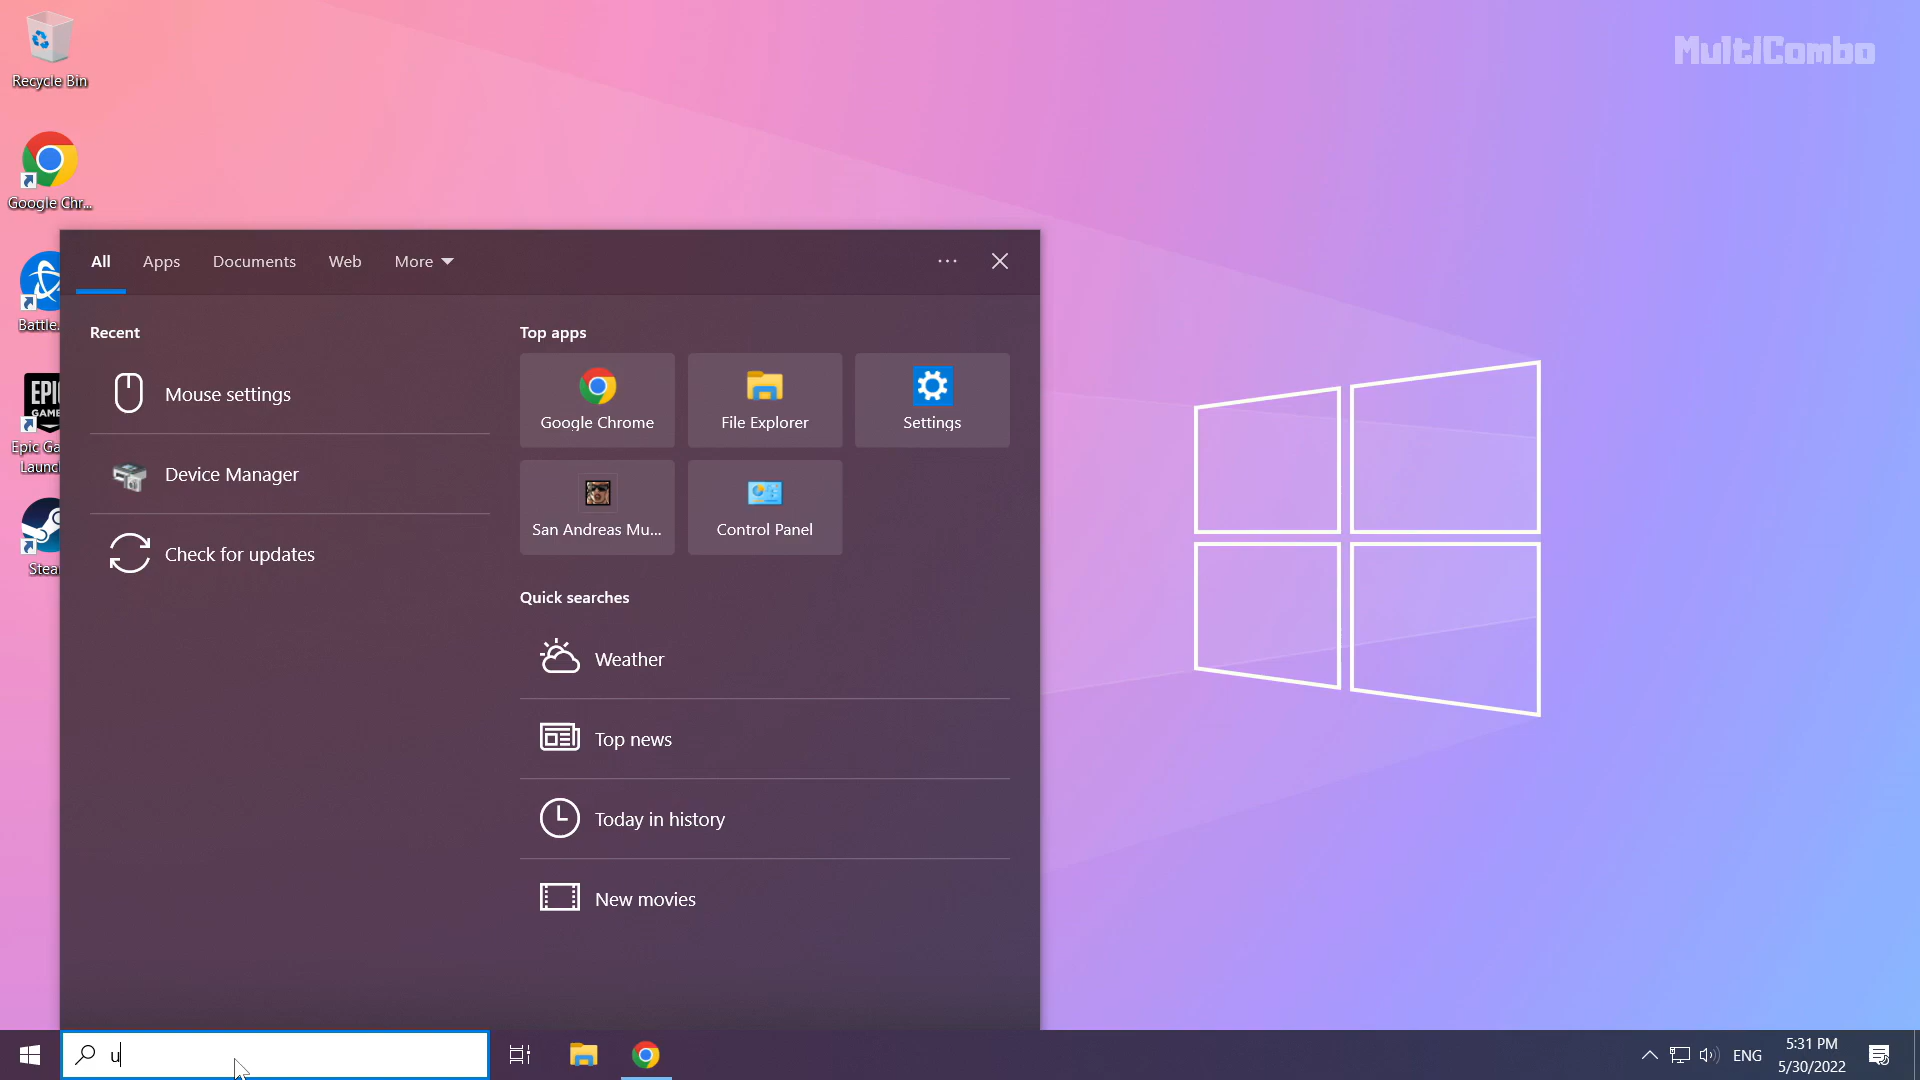 MultiCombo
Recycle Bin
Google Chr...
Battle.
EPIC
GAM
Epic Ga
Launc
Stea
All
Apps
Documents
Web
More
Recent
Mouse settings
Device Manager
Check for updates
Top apps
Google Chrome
File Explorer
Settings
San Andreas Mu...
Control Panel
Quick searches
Weather
Top news
Today in history
New movies
u
ENG
5:31 PM
5/30/2022